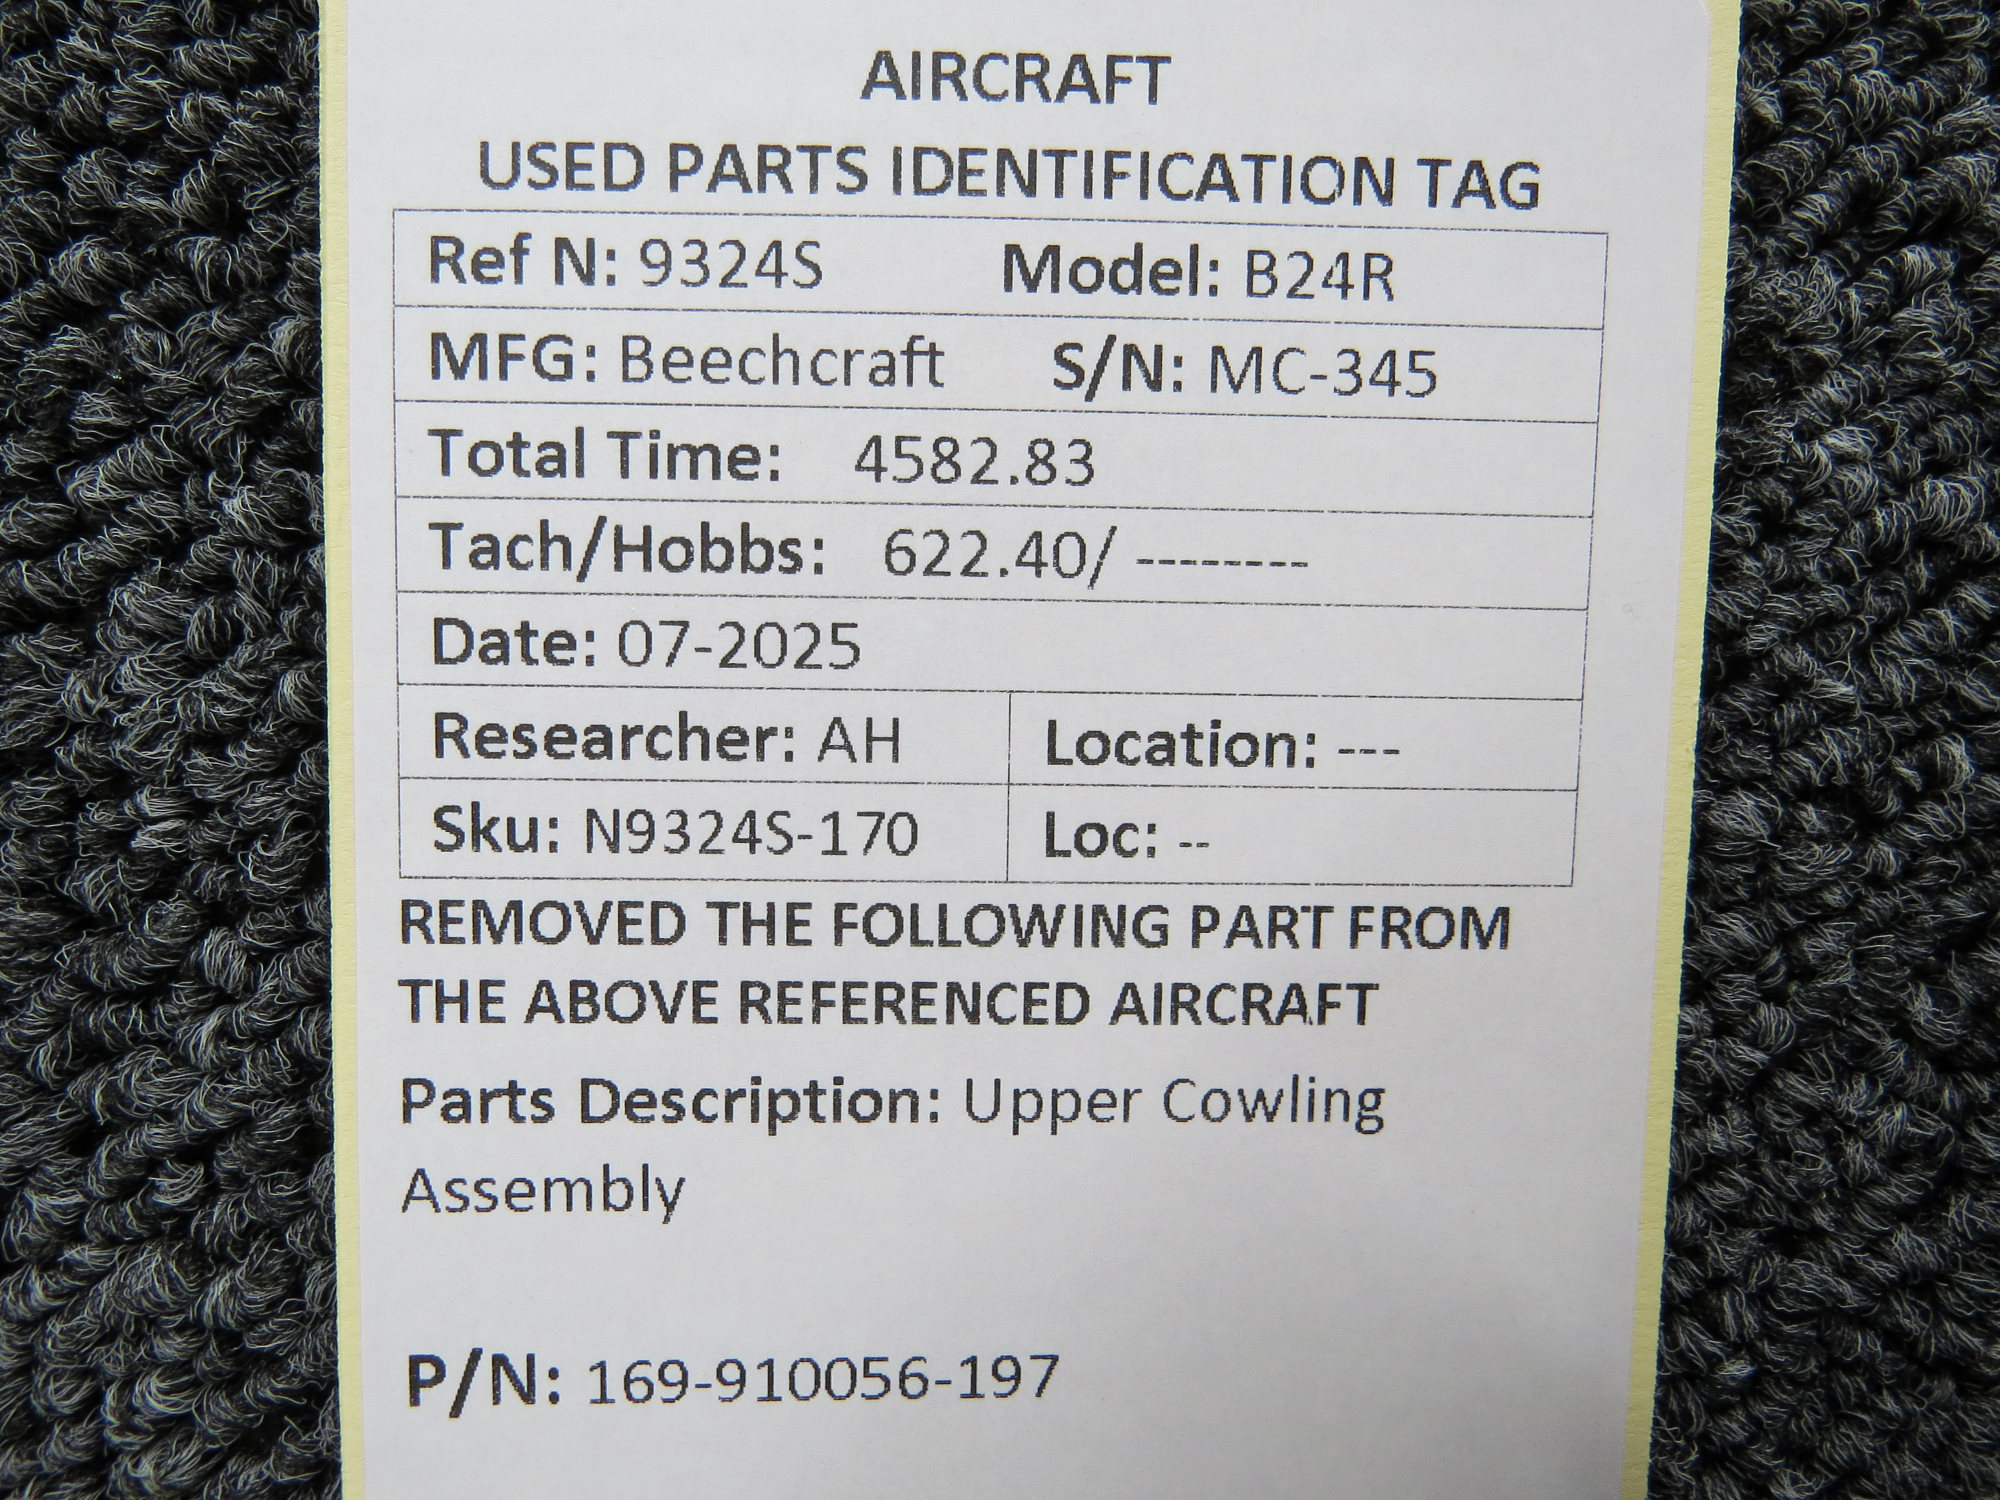 AIRCRAFT
USED PARTS IDENTIFICATION TAG
Ref N: 9324S Model: B24R
MFG: Beechcraft S/N: MC-345
Total Time: 4582.83
Tach/Hobbs: 622.40/ --------
Date: 07-2025
Researcher: AH Location: ---
Sku: N9324S-170 Loc: --
REMOVED THE FOLLOWING PART FROM
THE ABOVE REFERENCED AIRCRAFT
Parts Description: Upper Cowling
Assembly
P/N: 169-910056-197